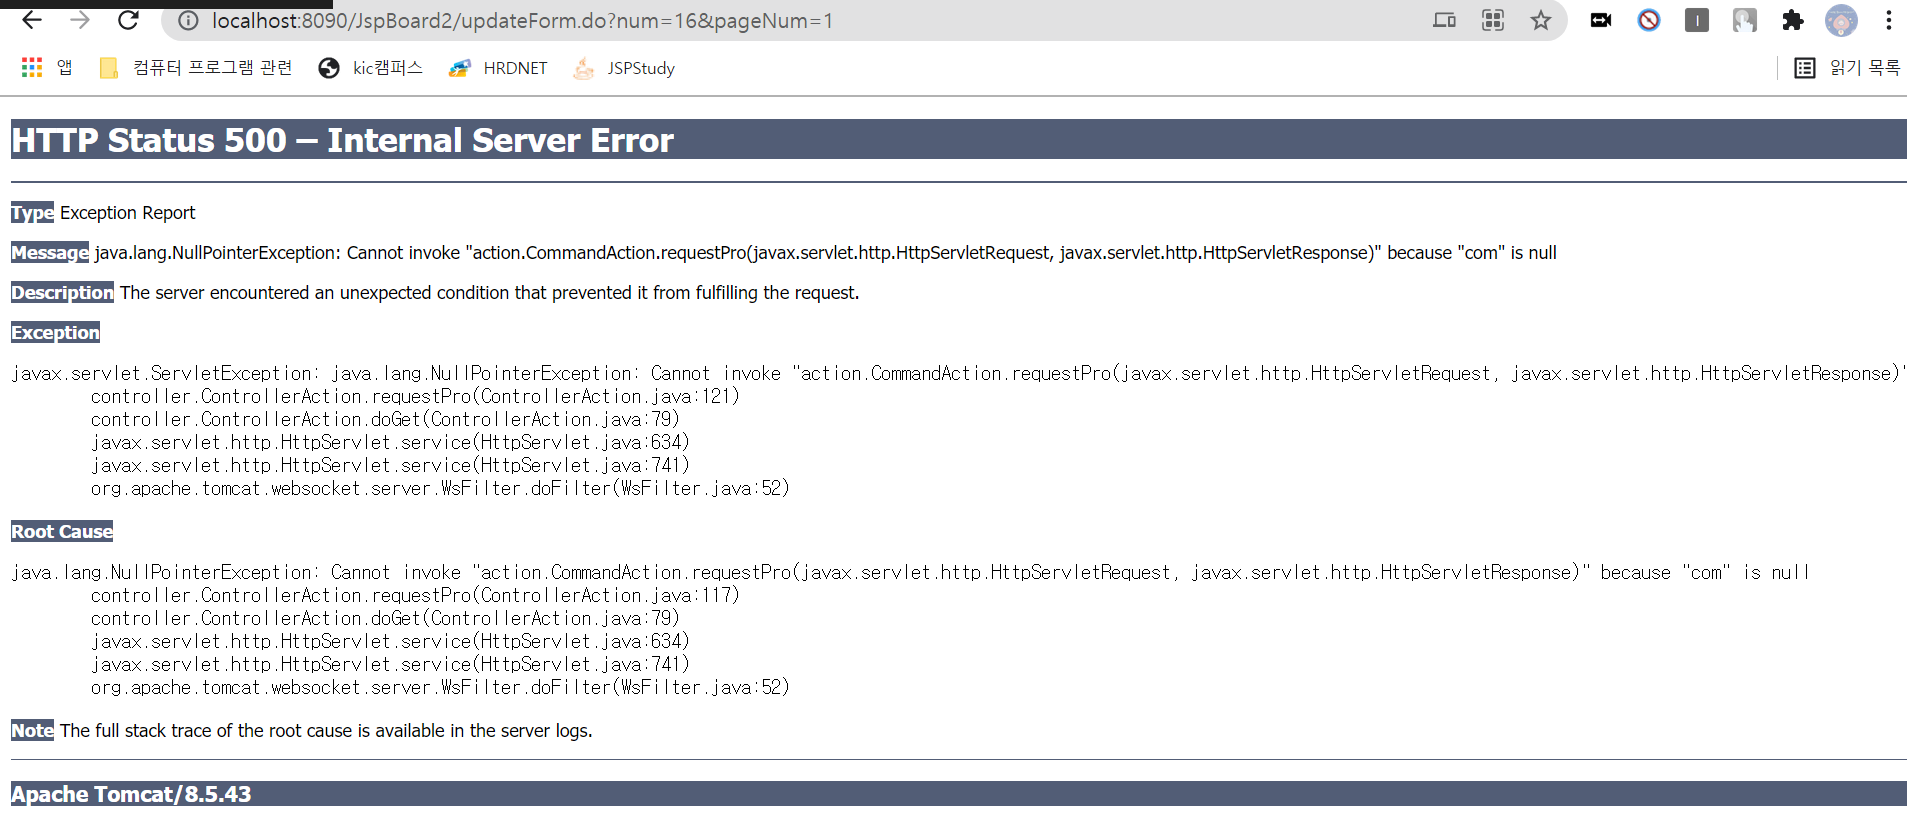 localhost:8090/JspBoard2/updateForm.do?num=16&pageNum=1
앱 컴퓨터 프로그램 관련 kic캠퍼스 HRDNET JSPStudy 읽기 목록
HTTP Status 500 – Internal Server Error
Type Exception Report
Message java.lang.NullPointerException: Cannot invoke "action.CommandAction.requestPro(javax.servlet.http.HttpServletRequest, javax.servlet.http.HttpServletResponse)" because "com" is null
Description The server encountered an unexpected condition that prevented it from fulfilling the request.
Exception
javax.servlet.ServletException: java.lang.NullPointerException: Cannot invoke "action.CommandAction.requestPro(javax.servlet.http.HttpServletRequest, javax.servlet.http.HttpServletResponse)"
controller.ControllerAction.requestPro(ControllerAction.java:121)
controller.ControllerAction.doGet(ControllerAction.java:79)
javax.servlet.http.HttpServlet.service(HttpServlet.java:634)
javax.servlet.http.HttpServlet.service(HttpServlet.java:741)
org.apache.tomcat.websocket.server.WsFilter.doFilter(WsFilter.java:52)
Root Cause
java.lang.NullPointerException: Cannot invoke "action.CommandAction.requestPro(javax.servlet.http.HttpServletRequest, javax.servlet.http.HttpServletResponse)" because "com" is null
controller.ControllerAction.requestPro(ControllerAction.java:117)
controller.ControllerAction.doGet(ControllerAction.java:79)
javax.servlet.http.HttpServlet.service(HttpServlet.java:634)
javax.servlet.http.HttpServlet.service(HttpServlet.java:741)
org.apache.tomcat.websocket.server.WsFilter.doFilter(WsFilter.java:52)
Note The full stack trace of the root cause is available in the server logs.
Apache Tomcat/8.5.43